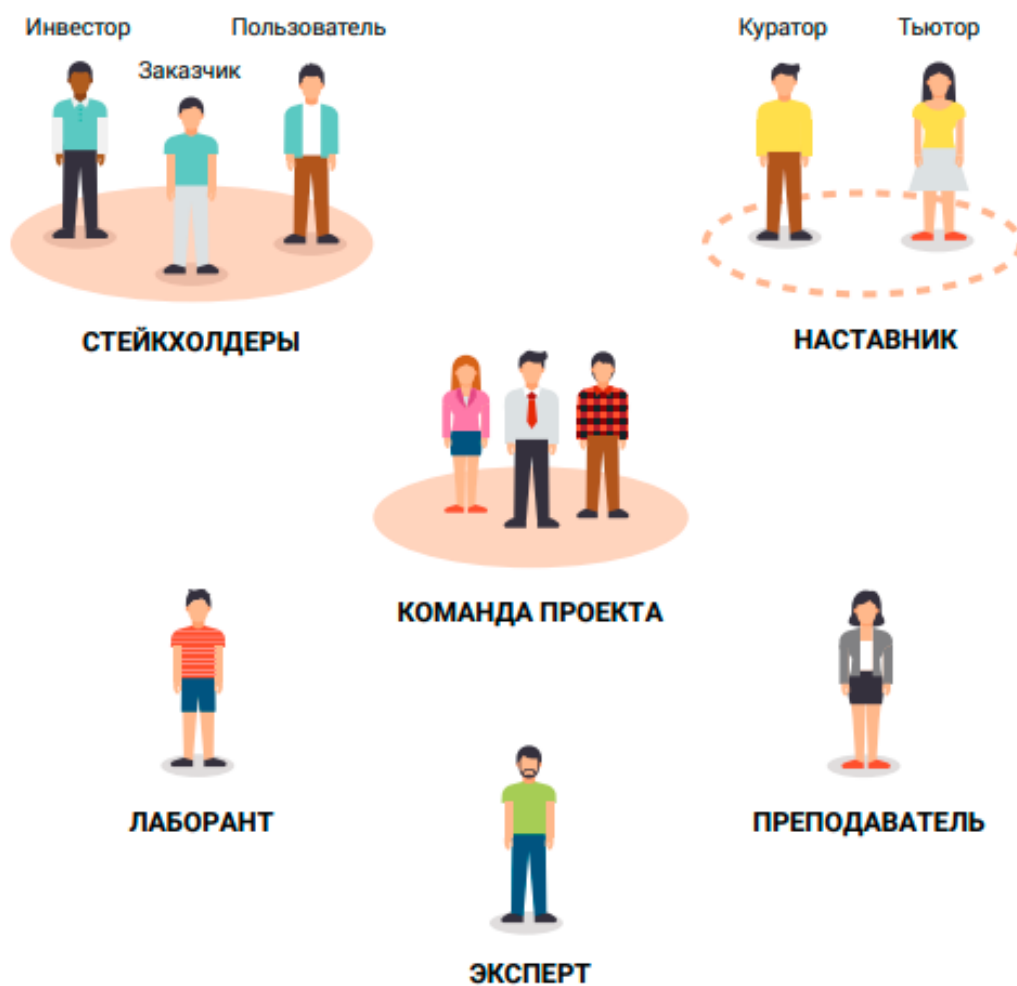 Инвестор
Пользователь
Заказчик
Куратор
Тьютор
СТЕЙКХОЛДЕРЫ
НАСТАВНИК
КОМАНДА ПРОЕКТА
ЛАБОРАНТ
ПРЕПОДАВАТЕЛЬ
ЭКСПЕРТ